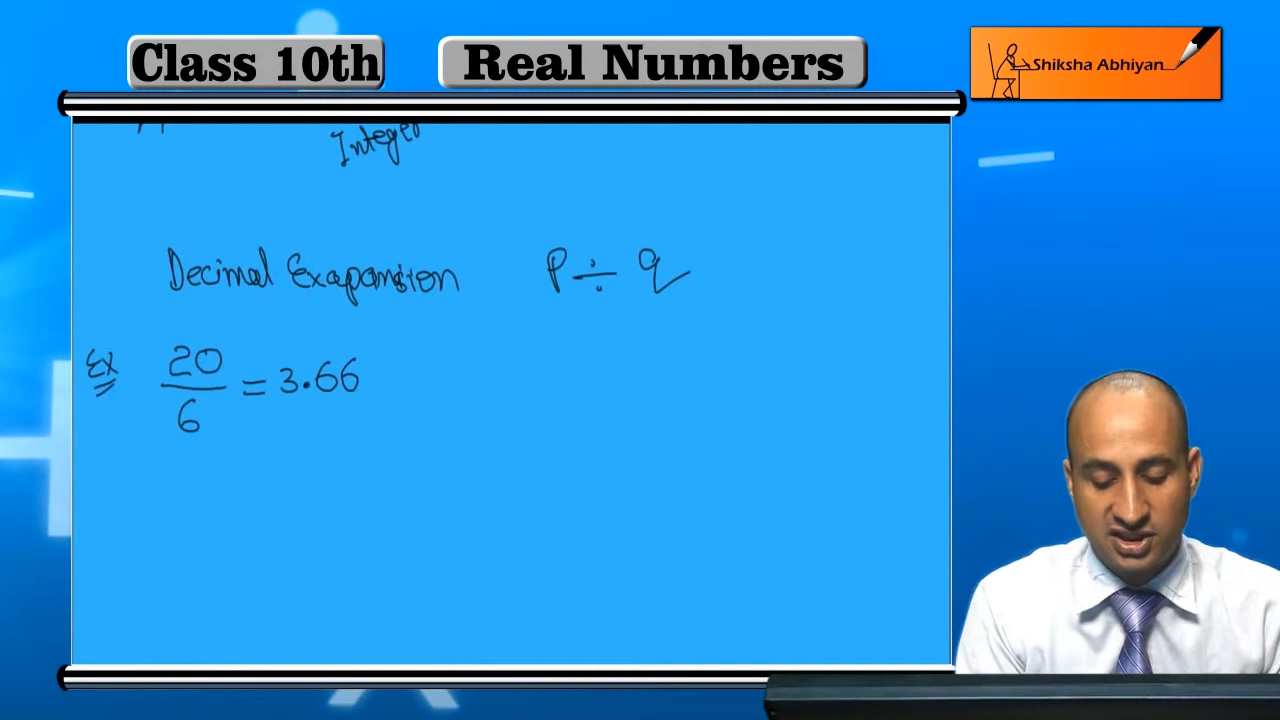 Class 10th Real Numbers
Shiksha Abhiyan
Integer
Decimal Exapansion P ÷ q
Ex 20/6 = 3.66